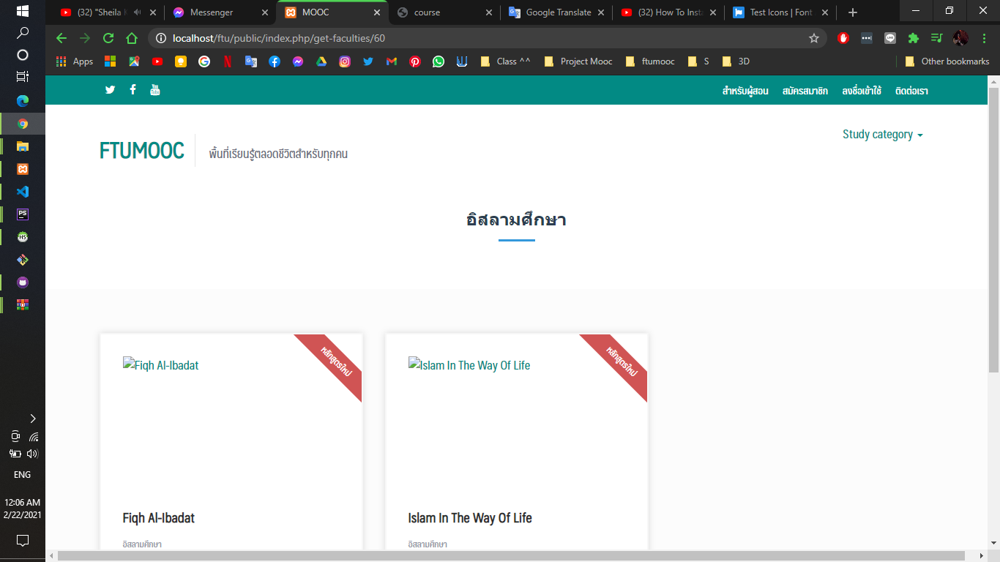 (32) "Sheila
Messenger
MOOC
course
Google Translate
(32) How To Insta
Test Icons | Font
localhost/ftu/public/index.php/get-faculties/60
Apps
Class ^^
Project Mooc
ftumooc
S
3D
Other bookmarks
สำหรับผู้สอน
สมัครสมาชิก
ลงชื่อเข้าใช้
ติดต่อเรา
Study category
FTUMOOC
พื้นที่เรียนรู้ตลอดชีวิตสำหรับทุกคน
อิสลามศึกษา
หลักสูตรใหม่
Fiqh Al-Ibadat
หลักสูตรใหม่
Islam In The Way Of Life
Fiqh Al-Ibadat
อิสลามศึกษา
Islam In The Way Of Life
อิสลามศึกษา
ENG
12:06 AM
2/22/2021